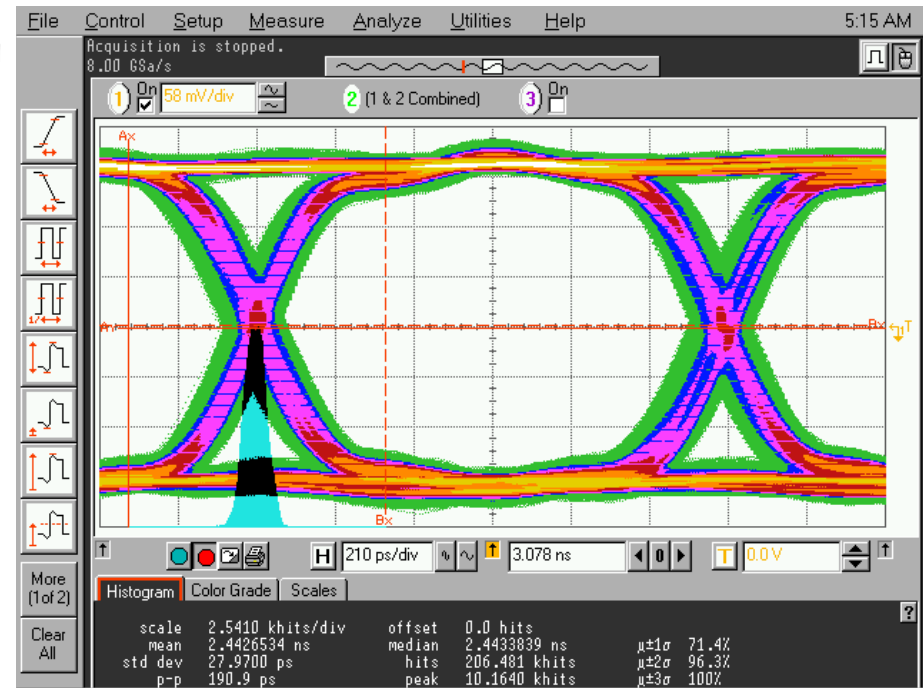 File Control Setup Measure Analyze Utilities Help 5:15 AM
Acquisition is stopped.
8.00 GSa/s
1 On 58 mV/div 2 (1 & 2 Combined) 3 On
Ax
Bx
Bx
H 210 ps/div 3.078 ns 0 T 0.0 V
T
More
(1 of 2)
Clear
All
Histogram Color Grade Scales
?
scale 2.5410 khits/div offset 0.0 hits
mean 2.4426534 ns median 2.4433839 ns µ±1σ 71.4%
std dev 27.9700 ps hits 206.481 khits µ±2σ 96.3%
p-p 190.9 ps peak 10.1640 khits µ±3σ 100%